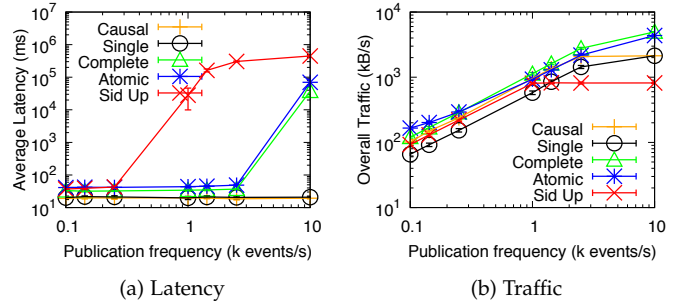 Average Latency (ms)
10^7
10^6
10^5
10^4
10^3
10^2
10^1
Causal
Single
Complete
Atomic
Sid Up
0.1 1 10
Publication frequency (k events/s)
(a) Latency
Overall Traffic (kB/s)
10^4
10^3
10^2
10^1
Causal
Single
Complete
Atomic
Sid Up
0.1 1 10
Publication frequency (k events/s)
(b) Traffic